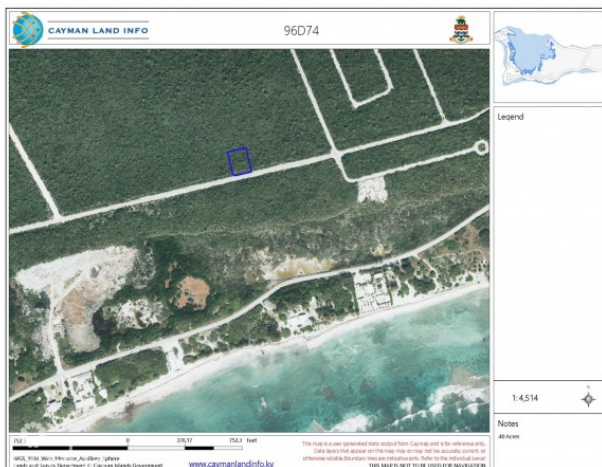 CAYMAN LAND INFO
96D74
Legend
1:4,514
N
Notes
.40 Acres
752.3 0 376.17 752.3 Feet
WGS_1984_Web_Mercator_Auxiliary_Sphere
Lands and Survey Department © Cayman Islands Government
www.caymanlandinfo.ky
This map is a user generated static output from Caymap and is for reference only.
Data layers that appear on this map may or may not be accurate, current, or
otherwise reliable. Boundary lines are indicative only. Refer to the individual parcel
THIS MAP IS NOT TO BE USED FOR NAVIGATION